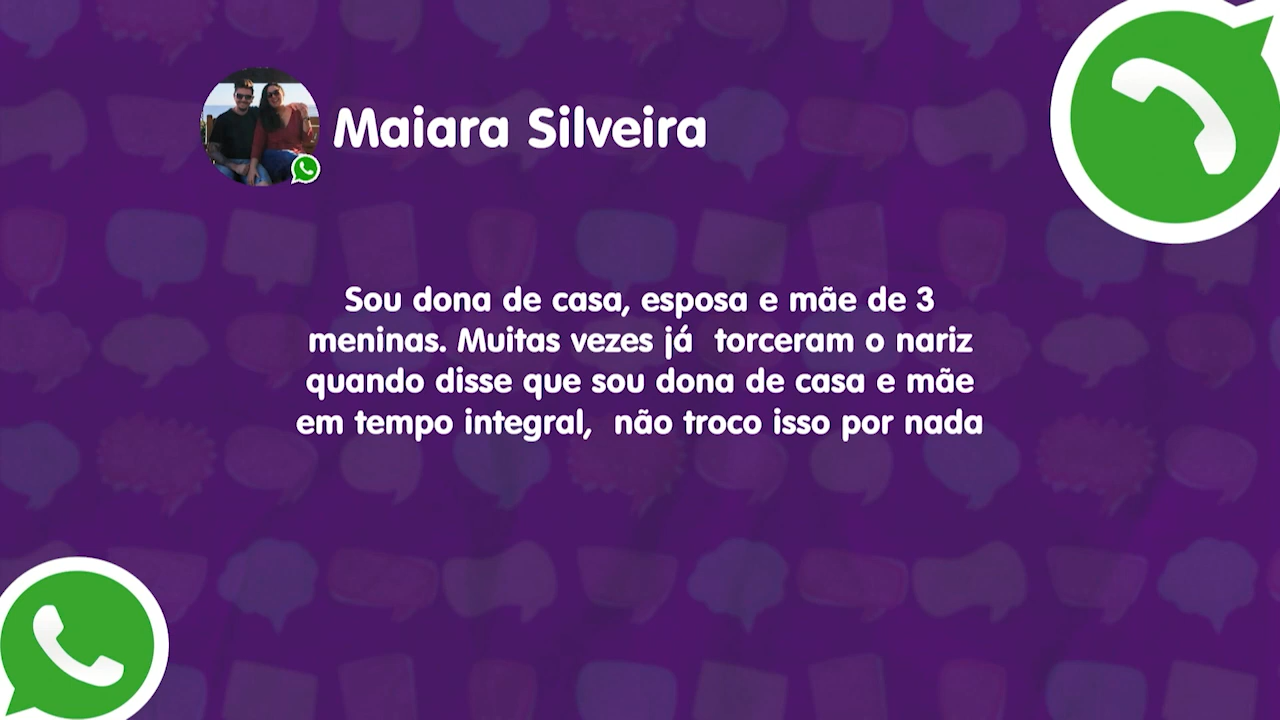 Maiara Silveira
Sou dona de casa, esposa e mãe de 3
meninas. Muitas vezes já  torceram o nariz
quando disse que sou dona de casa e mãe
em tempo integral,  não troco isso por nada